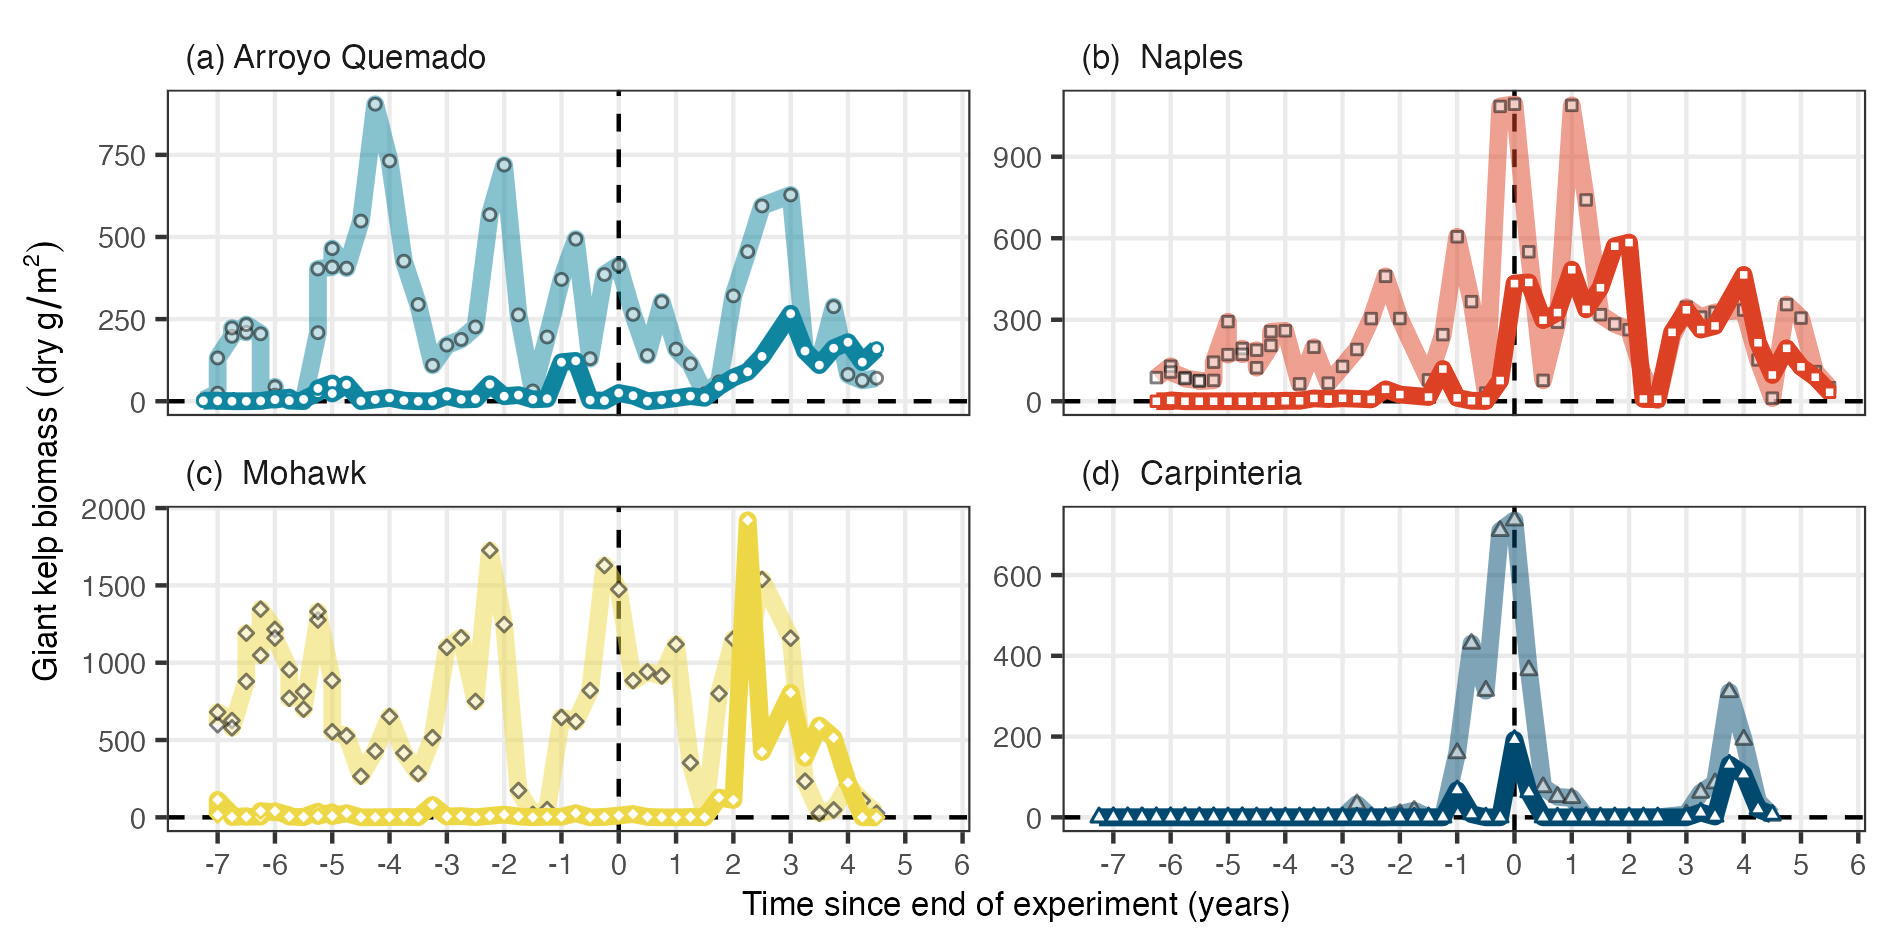 (a) Arroyo Quemado
(b) Naples
750
500
250
0
900
600
300
0
(c) Mohawk
(d) Carpinteria
2000
1500
1000
500
0
600
400
200
0
-7 -6 -5 -4 -3 -2 -1 0 1 2 3 4 5 6
-7 -6 -5 -4 -3 -2 -1 0 1 2 3 4 5 6
Giant kelp biomass (dry g/m²)
Time since end of experiment (years)